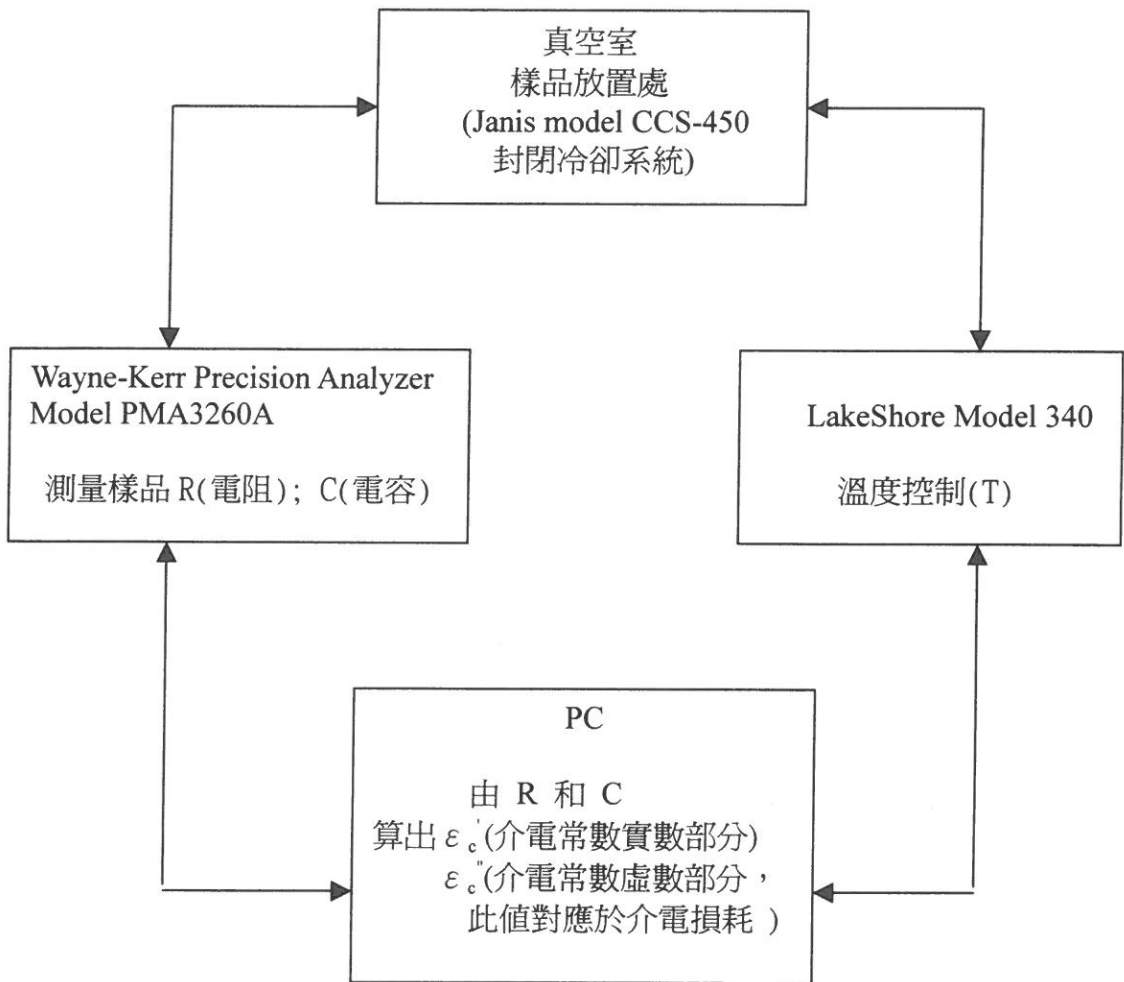 真空室
樣品放置處
(Janis model CCS-450
封閉冷卻系統)
Wayne-Kerr Precision Analyzer
Model PMA3260A
測量樣品 R(電阻); C(電容)
LakeShore Model 340
溫度控制(T)
PC
由 R 和 C
算出 ε c'(介電常數實數部分)
ε c"(介電常數虛數部分，
此值對應於介電損耗 )